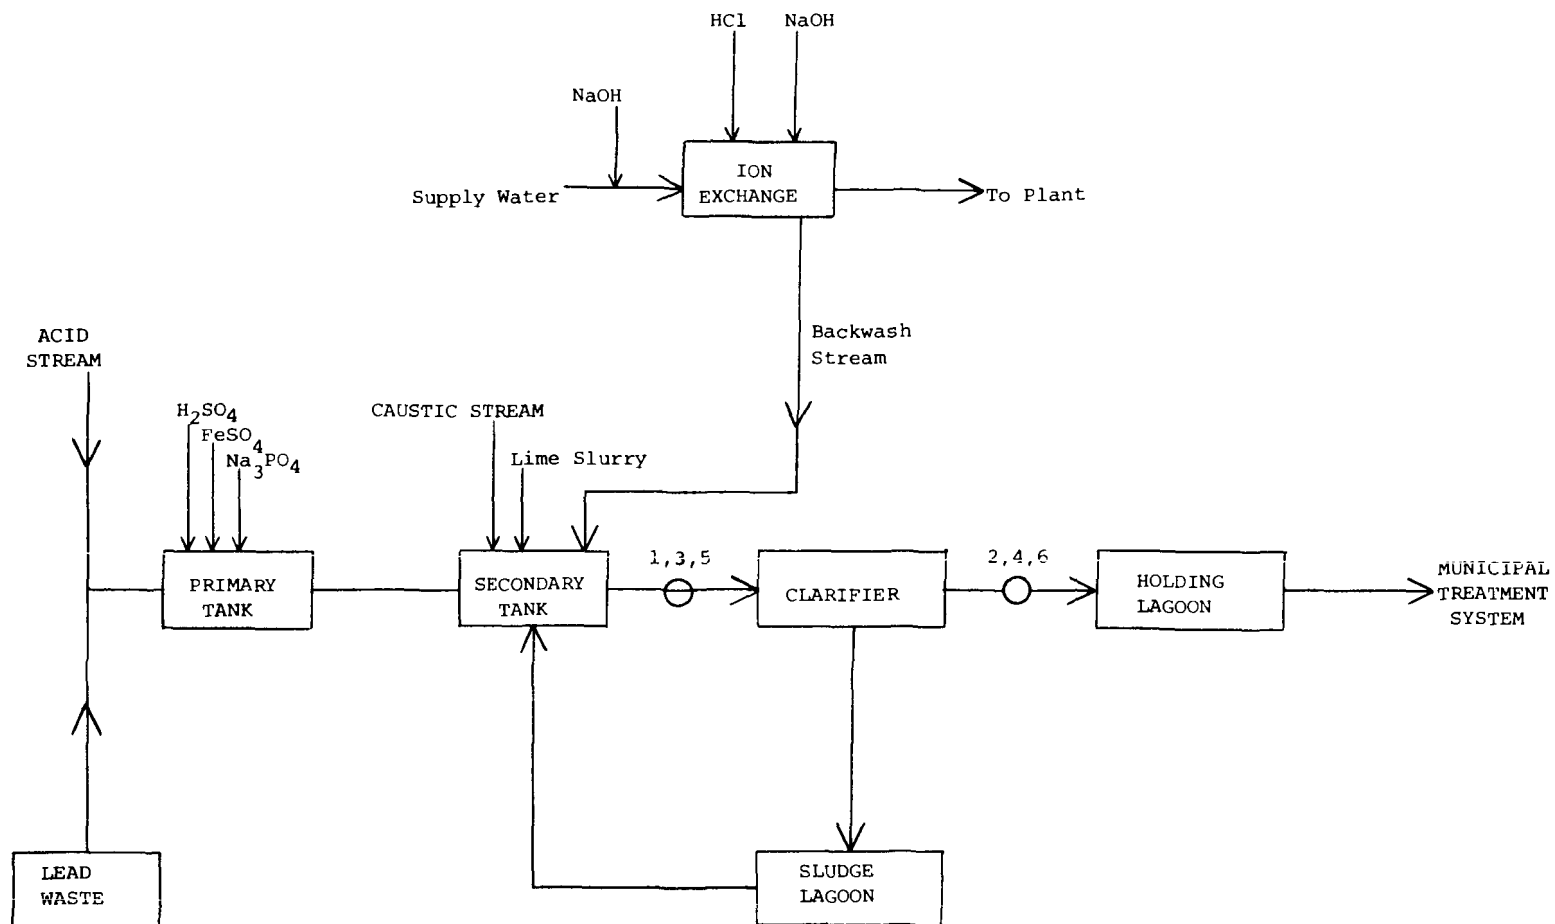 HCl NaOH
NaOH
ION
EXCHANGE
Supply Water
To Plant
Backwash
Stream
ACID
STREAM
H2SO4
FeSO4
Na3PO4
CAUSTIC STREAM
Lime Slurry
1,3,5
2,4,6
PRIMARY
TANK
SECONDARY
TANK
CLARIFIER
HOLDING
LAGOON
MUNICIPAL
TREATMENT
SYSTEM
LEAD
WASTE
SLUDGE
LAGOON